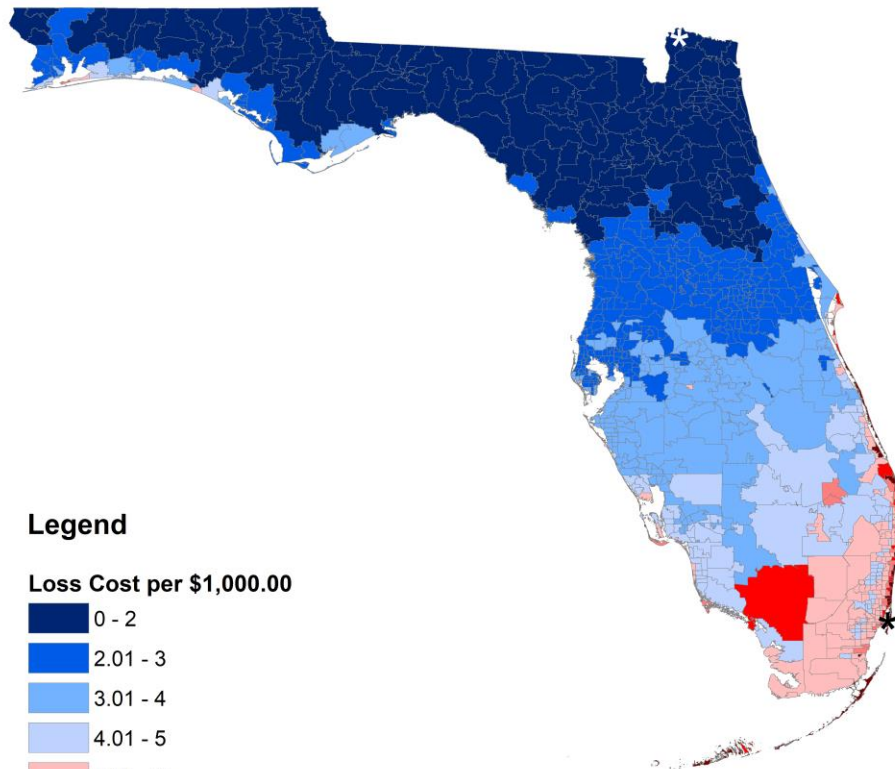 *
*
Legend
Loss Cost per $1,000.00
0 - 2
2.01 - 3
3.01 - 4
4.01 - 5